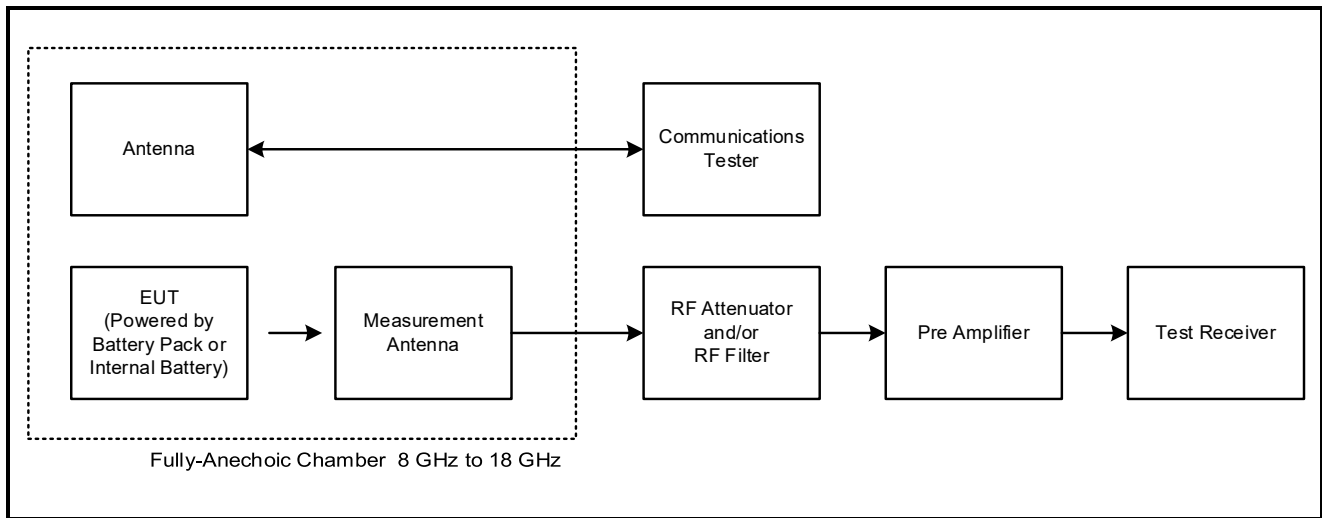 Antenna
Communications
Tester
EUT
(Powered by
Battery Pack or
Internal Battery)
Measurement
Antenna
RF Attenuator
and/or
RF Filter
Pre Amplifier
Test Receiver
Fully-Anechoic Chamber  8 GHz to 18 GHz